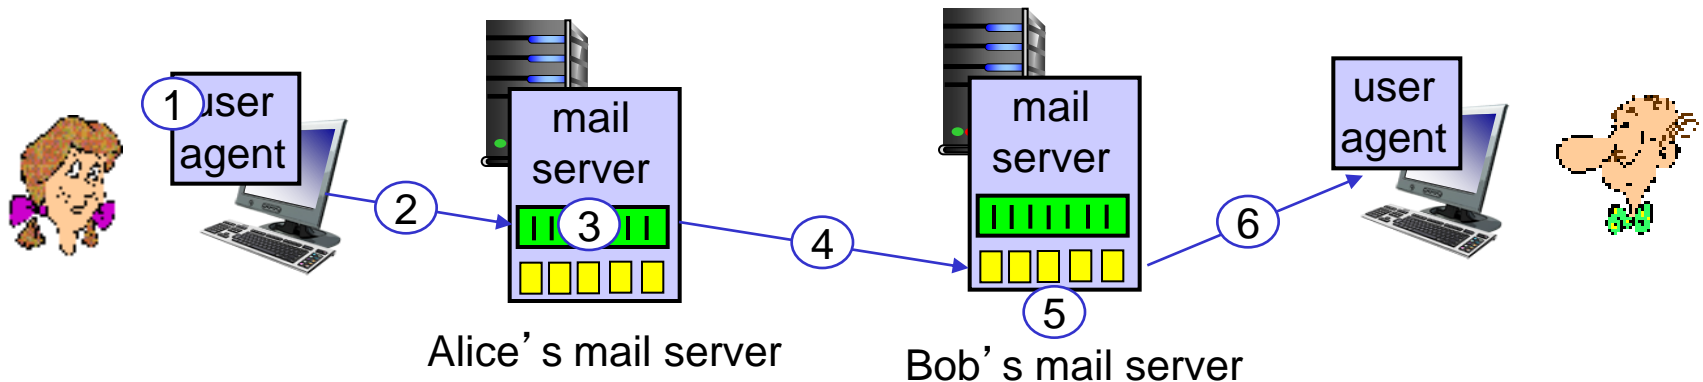 1
user
agent
2
mail
server
3
Alice’s mail server
4
mail
server
5
Bob’s mail server
6
user
agent